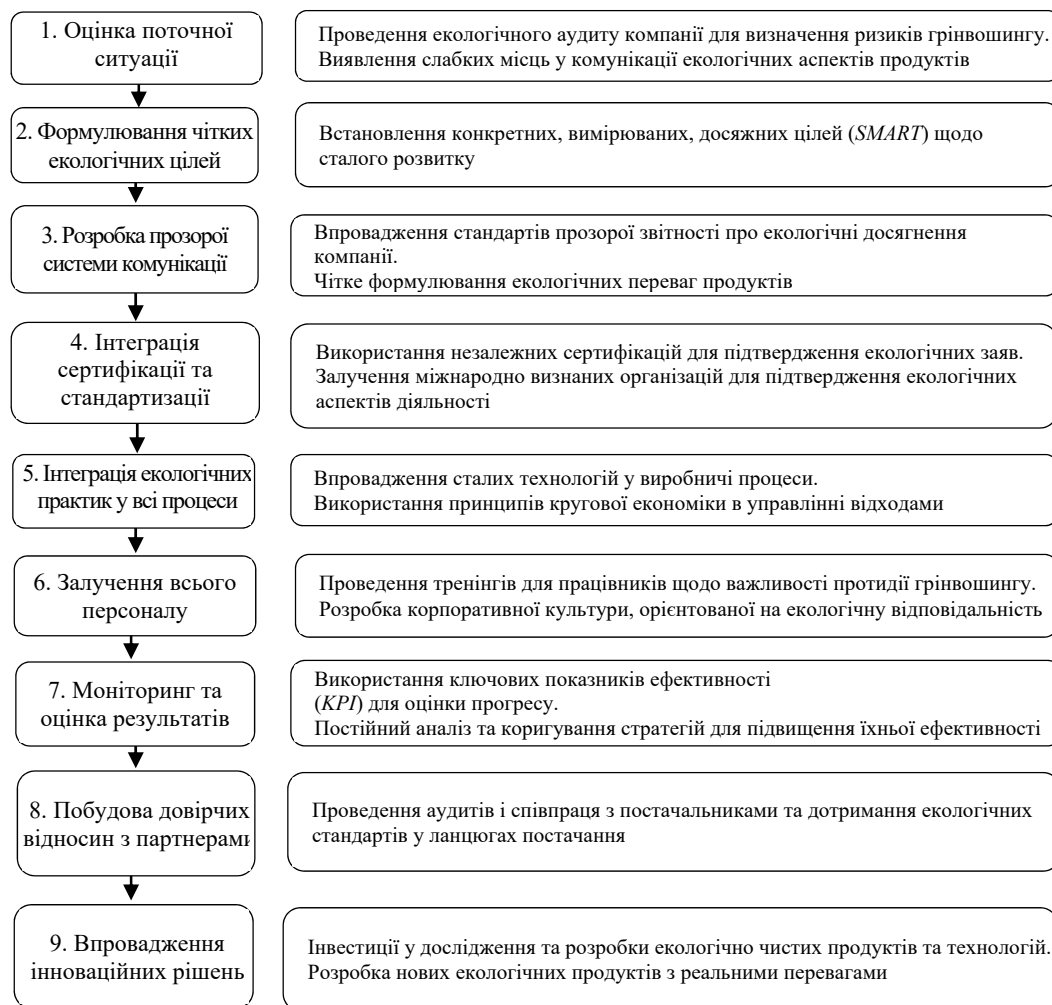 1. Оцінка поточної
ситуації
Проведення екологічного аудиту компанії для визначення ризиків грінвошингу.
Виявлення слабких місць у комунікації екологічних аспектів продуктів
2. Формулювання чітких
екологічних цілей
Встановлення конкретних, вимірюваних, досяжних цілей (SMART) щодо
сталого розвитку
3. Розробка прозорої
системи комунікації
Впровадження стандартів прозорої звітності про екологічні досягнення
компанії.
Чітке формулювання екологічних переваг продуктів
4. Інтеграція
сертифікації та
стандартизації
Використання незалежних сертифікацій для підтвердження екологічних заяв.
Залучення міжнародно визнаних організацій для підтвердження екологічних
аспектів діяльності
5. Інтеграція екологічних
практик у всі процеси
Впровадження сталих технологій у виробничі процеси.
Використання принципів кругової економіки в управлінні відходами
6. Залучення всього
персоналу
Проведення тренінгів для працівників щодо важливості протидії грінвошингу.
Розробка корпоративної культури, орієнтованої на екологічну відповідальність
7. Моніторинг та
оцінка результатів
Використання ключових показників ефективності
(KPI) для оцінки прогресу.
Постійний аналіз та коригування стратегій для підвищення їхньої ефективності
8. Побудова довірчих
відносин з партнерами
Проведення аудитів і співпраця з постачальниками та дотримання екологічних
стандартів у ланцюгах постачання
9. Впровадження
інноваційних рішень
Інвестиції у дослідження та розробки екологічно чистих продуктів та технологій.
Розробка нових екологічних продуктів з реальними перевагами